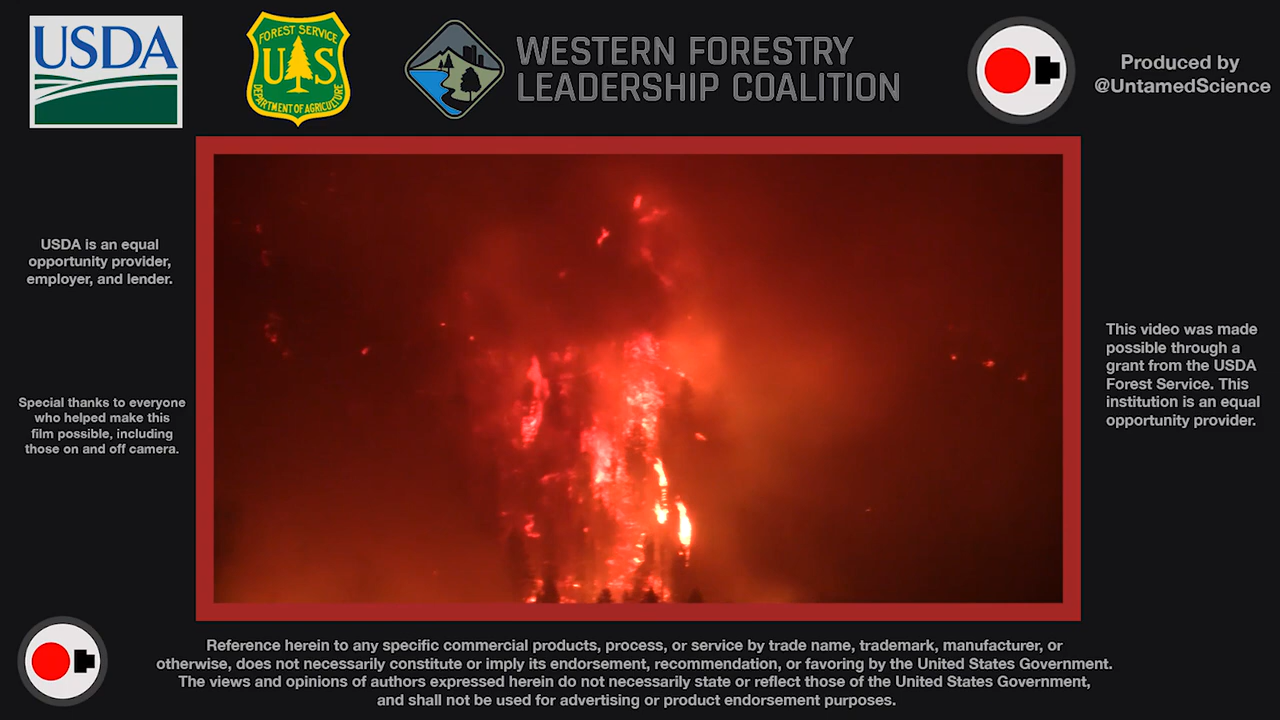 USDA
FOREST SERVICE
US
DEPARTMENT OF AGRICULTURE
WESTERN FORESTRY
LEADERSHIP COALITION
Produced by
@UntamedScience
USDA is an equal
opportunity provider,
employer, and lender.
Special thanks to everyone
who helped make this
film possible, including
those on and off camera.
This video was made
possible through a
grant from the USDA
Forest Service. This
institution is an equal
opportunity provider.
Reference herein to any specific commercial products, process, or service by trade name, trademark, manufacturer, or
otherwise, does not necessarily constitute or imply its endorsement, recommendation, or favoring by the United States Government.
The views and opinions of authors expressed herein do not necessarily state or reflect those of the United States Government,
and shall not be used for advertising or product endorsement purposes.